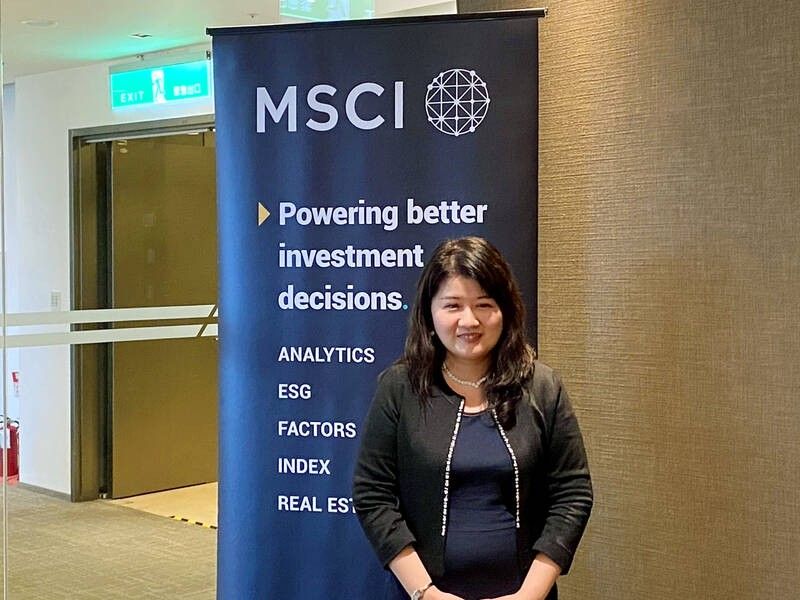 EXIT
MSCI
Powering better
investment
decisions.
ANALYTICS
ESG
FACTORS
INDEX
REAL EST